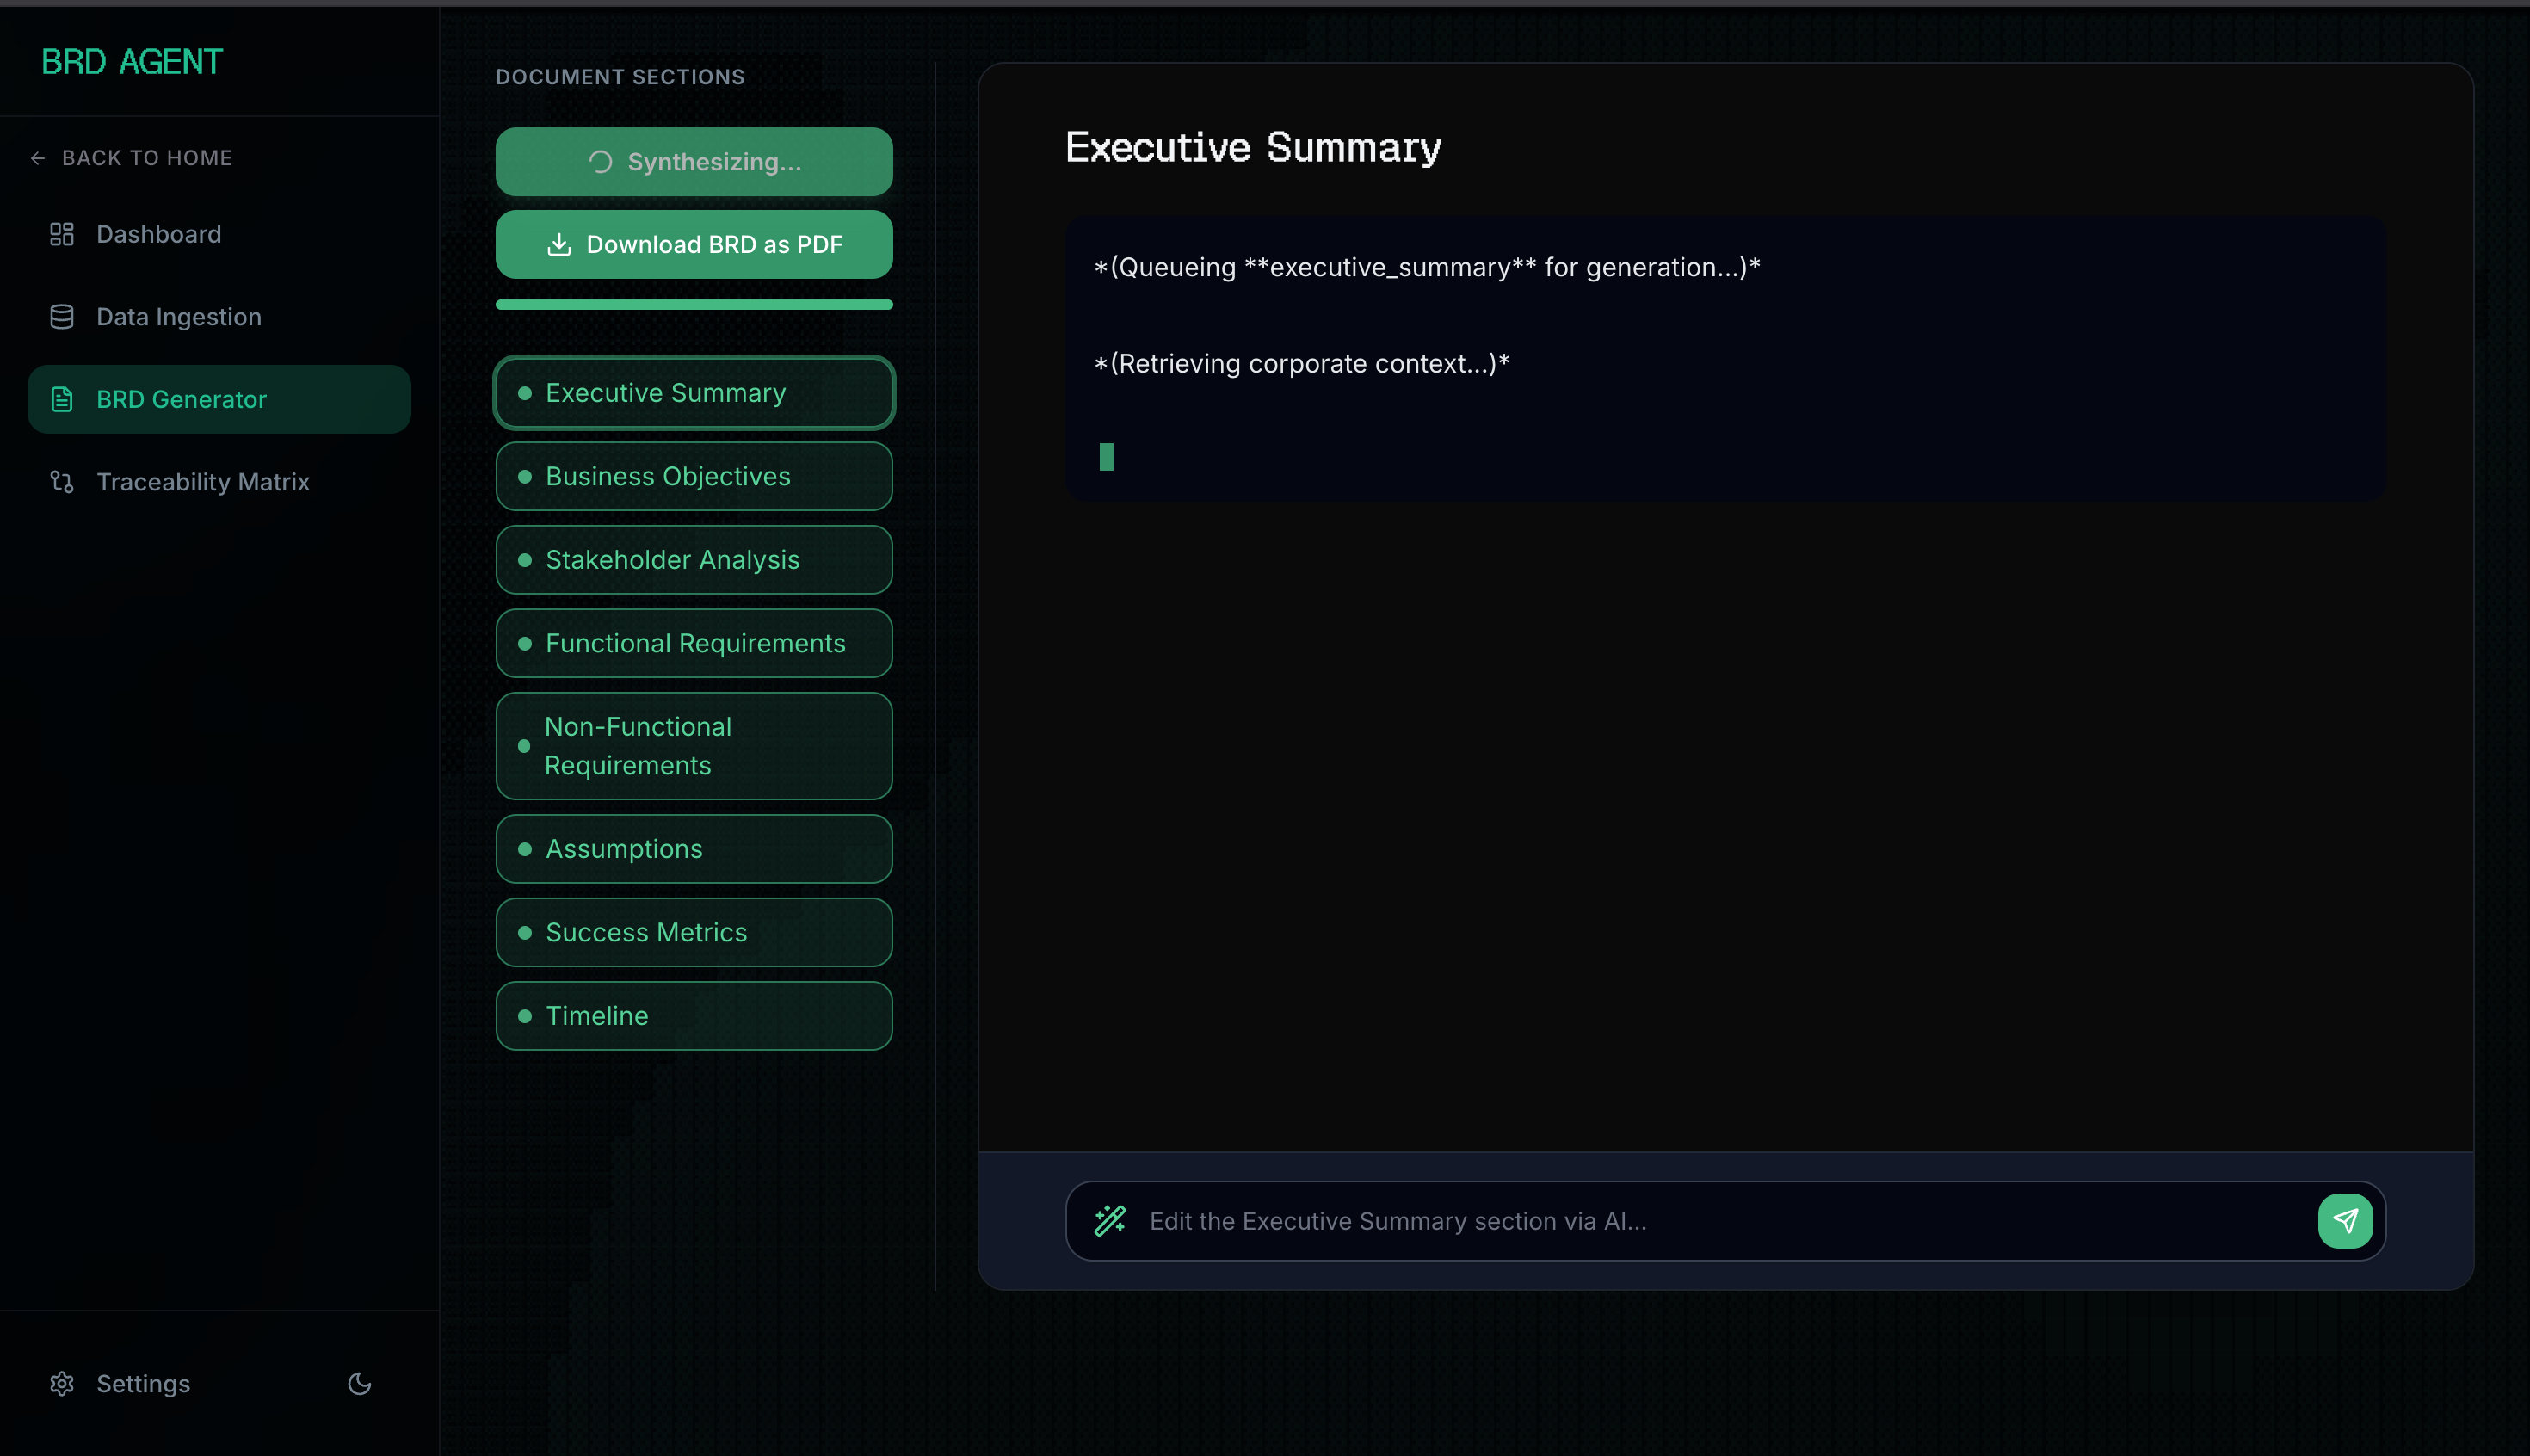 BRD AGENT
BACK TO HOME
Dashboard
Data Ingestion
BRD Generator
Traceability Matrix
Settings
DOCUMENT SECTIONS
Synthesizing...
Download BRD as PDF
Executive Summary
Business Objectives
Stakeholder Analysis
Functional Requirements
Non-Functional
Requirements
Assumptions
Success Metrics
Timeline
Executive Summary
*(Queueing **executive_summary** for generation...)*
*(Retrieving corporate context...)*
Edit the Executive Summary section via AI...